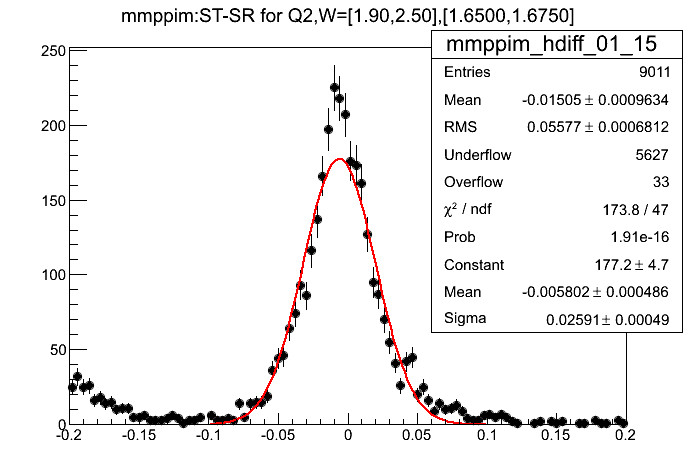 mmppim:ST-SR for Q2,W=[1.90,2.50],[1.6500,1.6750]
mmppim_hdiff_01_15
Entries 9011
Mean -0.01505 ± 0.0009634
RMS 0.05577 ± 0.0006812
Underflow 5627
Overflow 33
χ² / ndf 173.8 / 47
Prob 1.91e-16
Constant 177.2 ± 4.7
Mean -0.005802 ± 0.000486
Sigma 0.02591 ± 0.00049
250
200
150
100
50
0
-0.2 -0.15 -0.1 -0.05 0 0.05 0.1 0.15 0.2